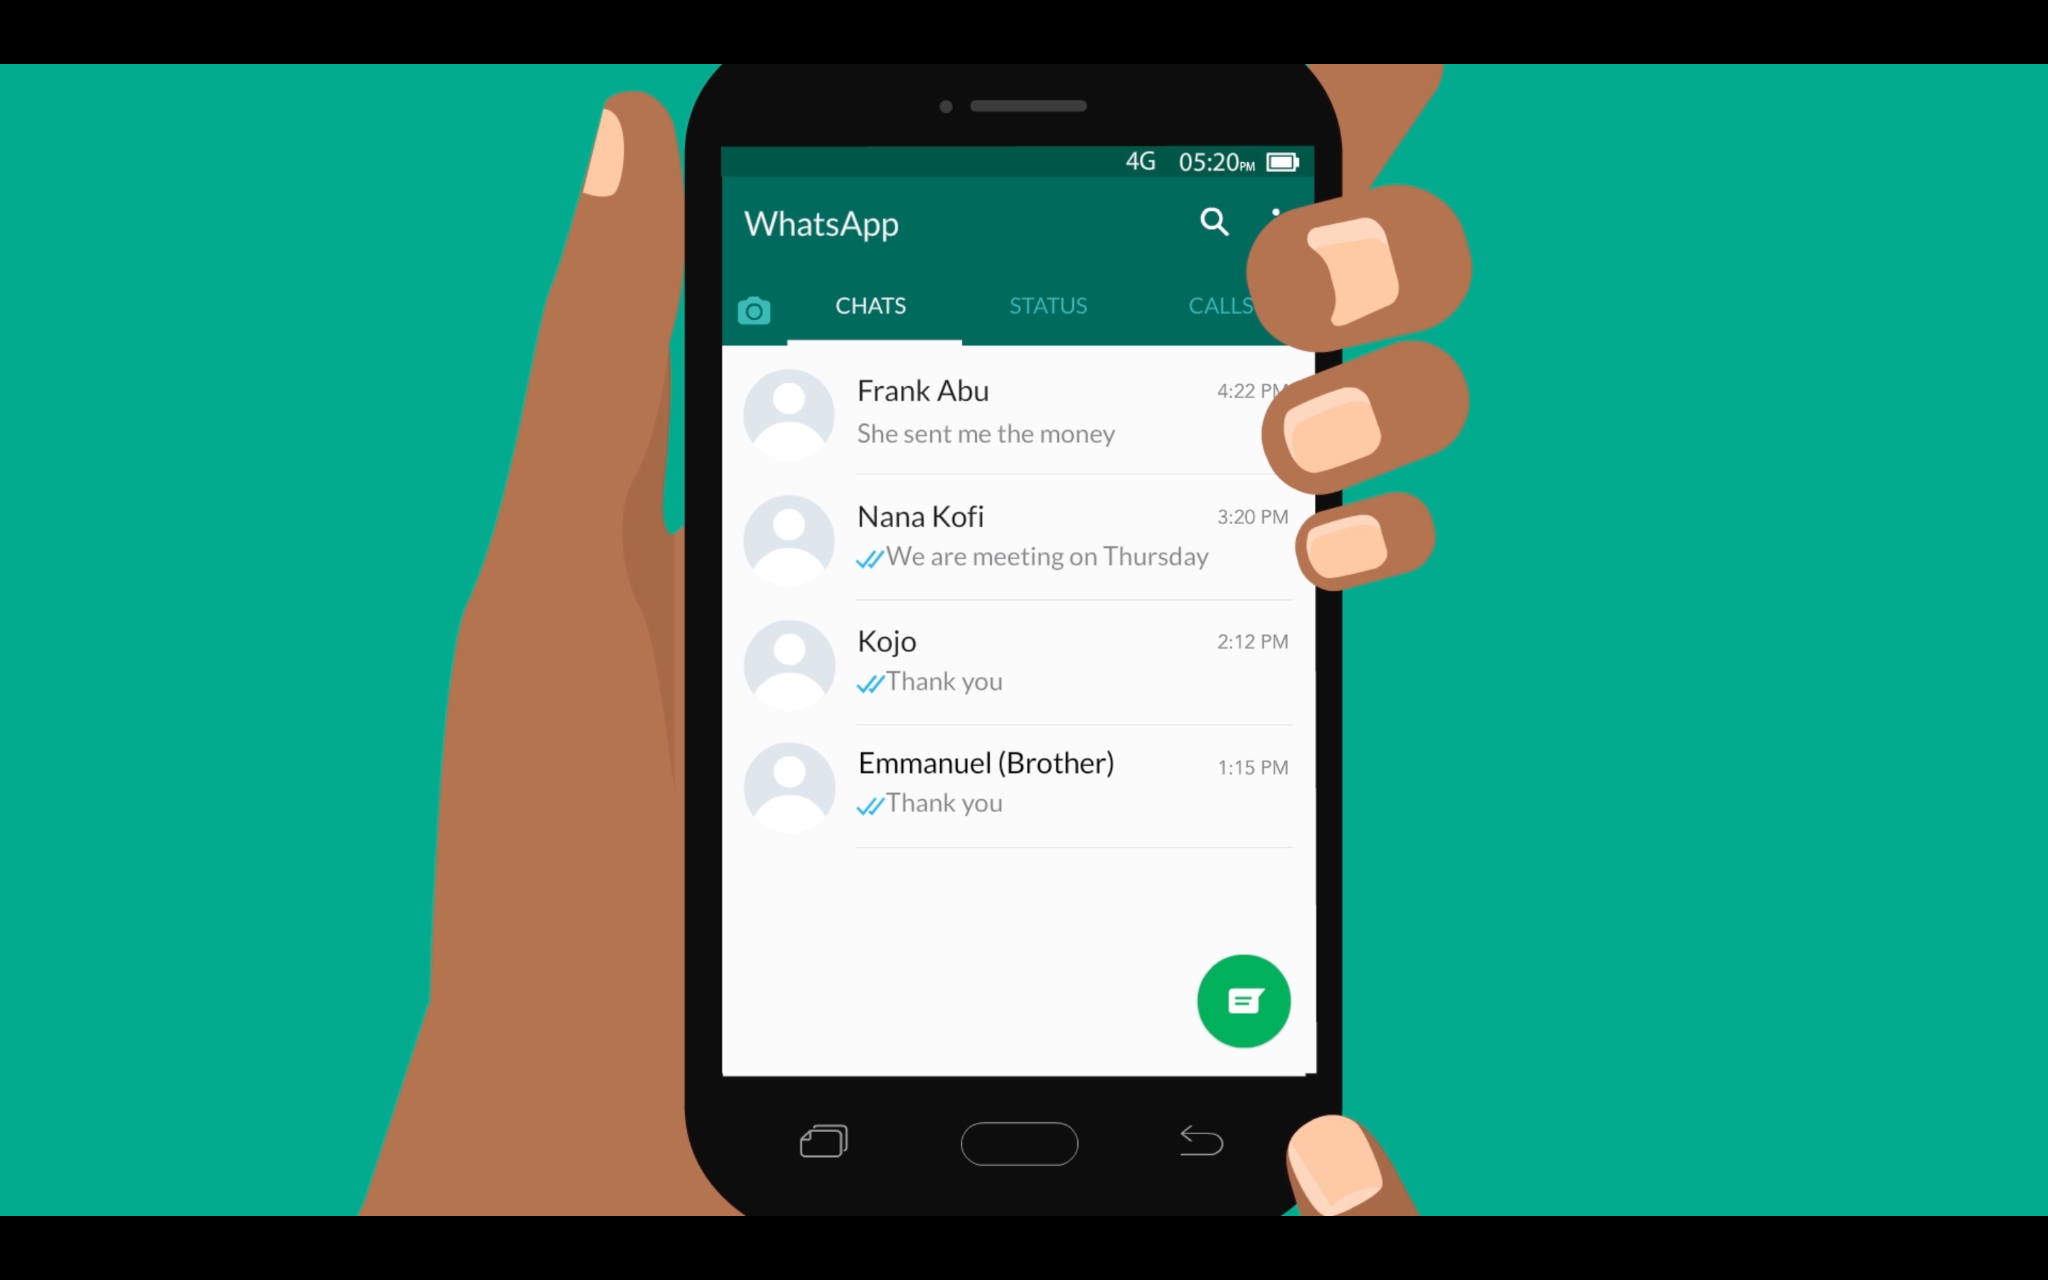 4G 05:20PM
WhatsApp
CHATS STATUS CALLS
Frank Abu 4:22 PM
She sent me the money
Nana Kofi 3:20 PM
We are meeting on Thursday
Kojo 2:12 PM
Thank you
Emmanuel (Brother) 1:15 PM
Thank you